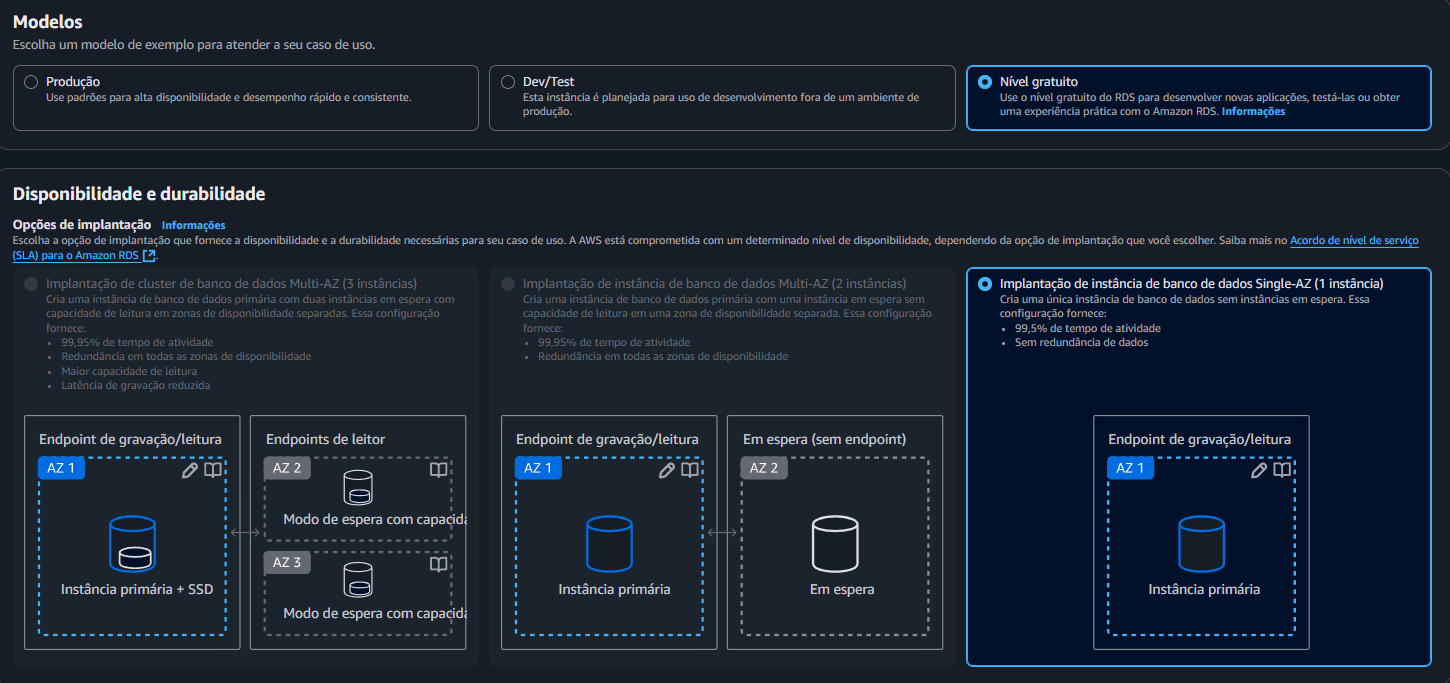 Modelos
Escolha um modelo de exemplo para atender a seu caso de uso.
Produção
Use padrões para alta disponibilidade e desempenho rápido e consistente.
Dev/Test
Esta instância é planejada para uso de desenvolvimento fora de um ambiente de
produção.
Nível gratuito
Use o nível gratuito do RDS para desenvolver novas aplicações, testá-las ou obter
uma experiência prática com o Amazon RDS. Informações
Disponibilidade e durabilidade
Opções de implantação Informações
Escolha a opção de implantação que fornece a disponibilidade e a durabilidade necessárias para seu caso de uso. A AWS está comprometida com um determinado nível de disponibilidade, dependendo da opção de implantação que você escolher. Saiba mais no Acordo de nível de serviço
(SLA) para o Amazon RDS.
Implantação de cluster de banco de dados Multi-AZ (3 instâncias)
Cria uma instância de banco de dados primária com duas instâncias em espera com
capacidade de leitura em zonas de disponibilidade separadas. Essa configuração
fornece:
• 99,95% de tempo de atividade
• Redundância em todas as zonas de disponibilidade
• Maior capacidade de leitura
• Latência de gravação reduzida
Endpoint de gravação/leitura
AZ 1
Instância primária + SSD
Endpoints de leitor
AZ 2
Modo de espera com capacida
AZ 3
Modo de espera com capacida
Implantação de instância de banco de dados Multi-AZ (2 instâncias)
Cria uma instância de banco de dados primária com uma instância em espera sem
capacidade de leitura em uma zona de disponibilidade separada. Essa configuração
fornece:
• 99,95% de tempo de atividade
• Redundância em todas as zonas de disponibilidade
Endpoint de gravação/leitura
AZ 1
Instância primária
Em espera (sem endpoint)
AZ 2
Em espera
Implantação de instância de banco de dados Single-AZ (1 instância)
Cria uma única instância de banco de dados sem instâncias em espera. Essa
configuração fornece:
• 99,5% de tempo de atividade
• Sem redundância de dados
Endpoint de gravação/leitura
AZ 1
Instância primária